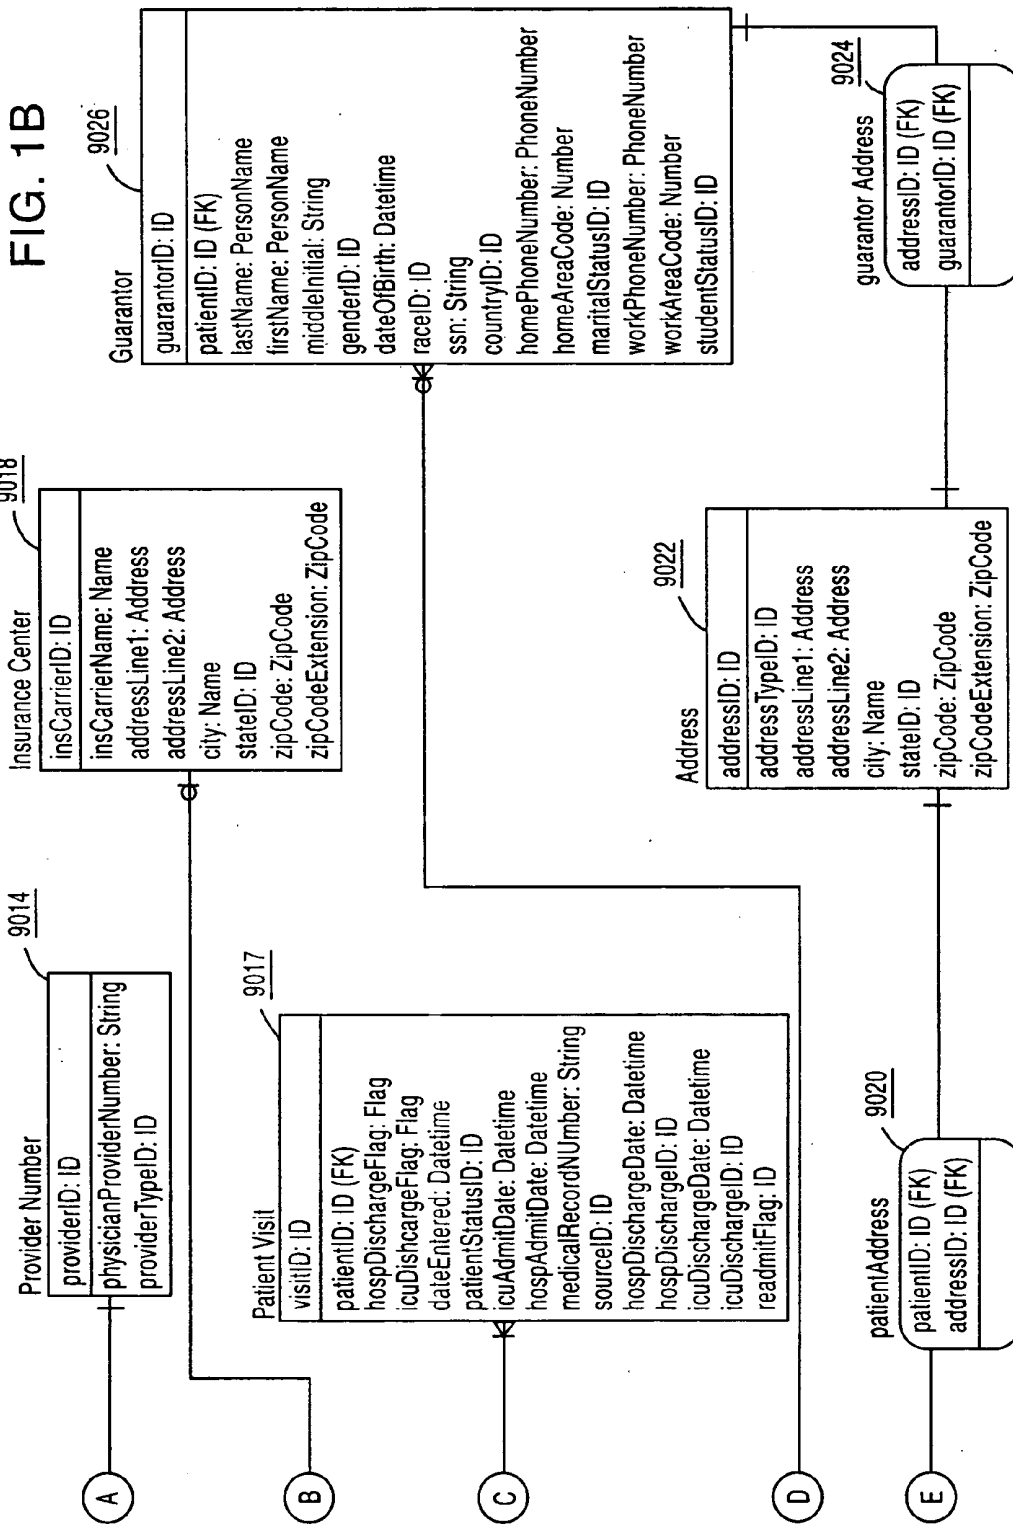 FIG. 1B
Provider Number
9014
providerID: ID
physicianProviderNumber: String
providerTypeID: ID
Insurance Center
9018
insCarrierID: ID
insCarrierName: Name
addressLine1: Address
addressLine2: Address
city: Name
stateID: ID
zipCode: ZipCode
zipCodeExtension: ZipCode
Guarantor
9026
guarantorID: ID
patientID: ID (FK)
lastName: PersonName
firstName: PersonName
middleInitial: String
genderID: ID
dateOfBirth: Datetime
raceID: ID
ssn: String
countryID: ID
homePhoneNumber: PhoneNumber
homeAreaCode: Number
maritalStatusID: ID
workPhoneNumber: PhoneNumber
workAreaCode: Number
studentStatusID: ID
Patient Visit
9017
visitID: ID
patientID: ID (FK)
hospDischargeFlag: Flag
icuDishcargeFlag: Flag
dateEntered: Datetime
patientStatusID: ID
icuAdmitDate: Datetime
hospAdmitDate: Datetime
medicalRecordNUmber: String
sourceID: ID
hospDischargeDate: Datetime
hospDischargeID: ID
icuDischargeDate: Datetime
icuDischargeID: ID
readmitFlag: ID
patientAddress
9020
patientID: ID (FK)
addressID: ID (FK)
Address
9022
addressID: ID
addressTypeID: ID
addressLine1: Address
addressLine2: Address
city: Name
stateID: ID
zipCode: ZipCode
zipCodeExtension: ZipCode
guarantor Address
9024
addressID: ID (FK)
guarantorID: ID (FK)
A
B
C
D
E